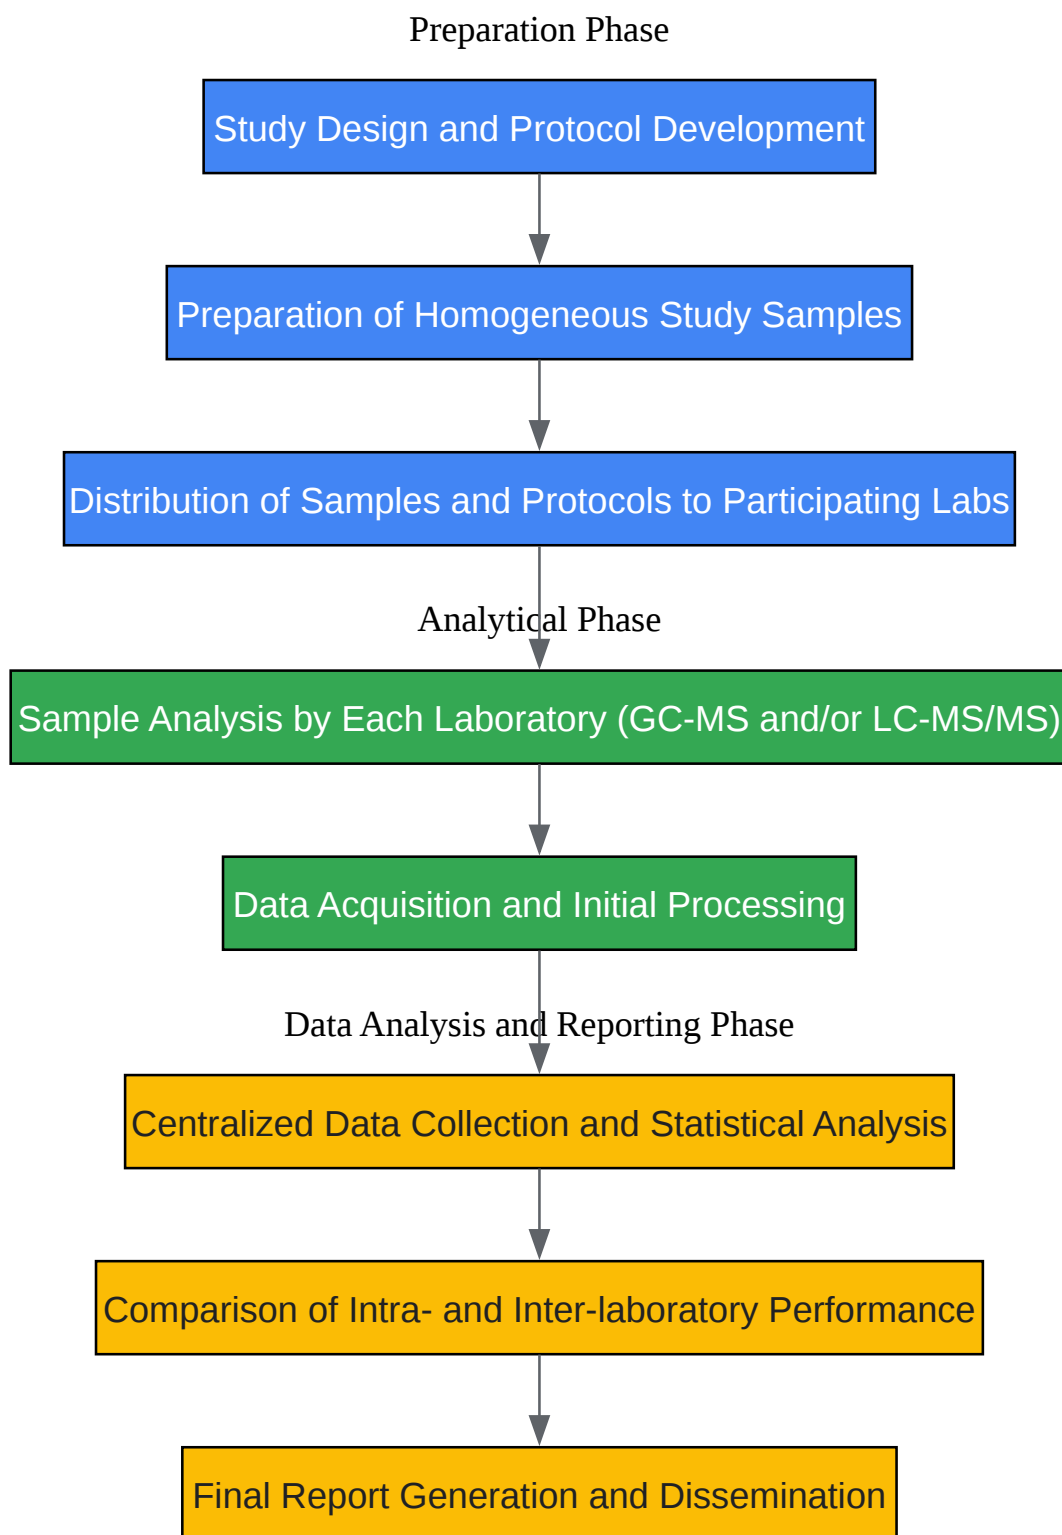 Preparation Phase
Study Design and Protocol Development
Preparation of Homogeneous Study Samples
Distribution of Samples and Protocols to Participating Labs
Analytical Phase
Sample Analysis by Each Laboratory (GC-MS and/or LC-MS/MS)
Data Acquisition and Initial Processing
Data Analysis and Reporting Phase
Centralized Data Collection and Statistical Analysis
Comparison of Intra- and Inter-laboratory Performance
Final Report Generation and Dissemination